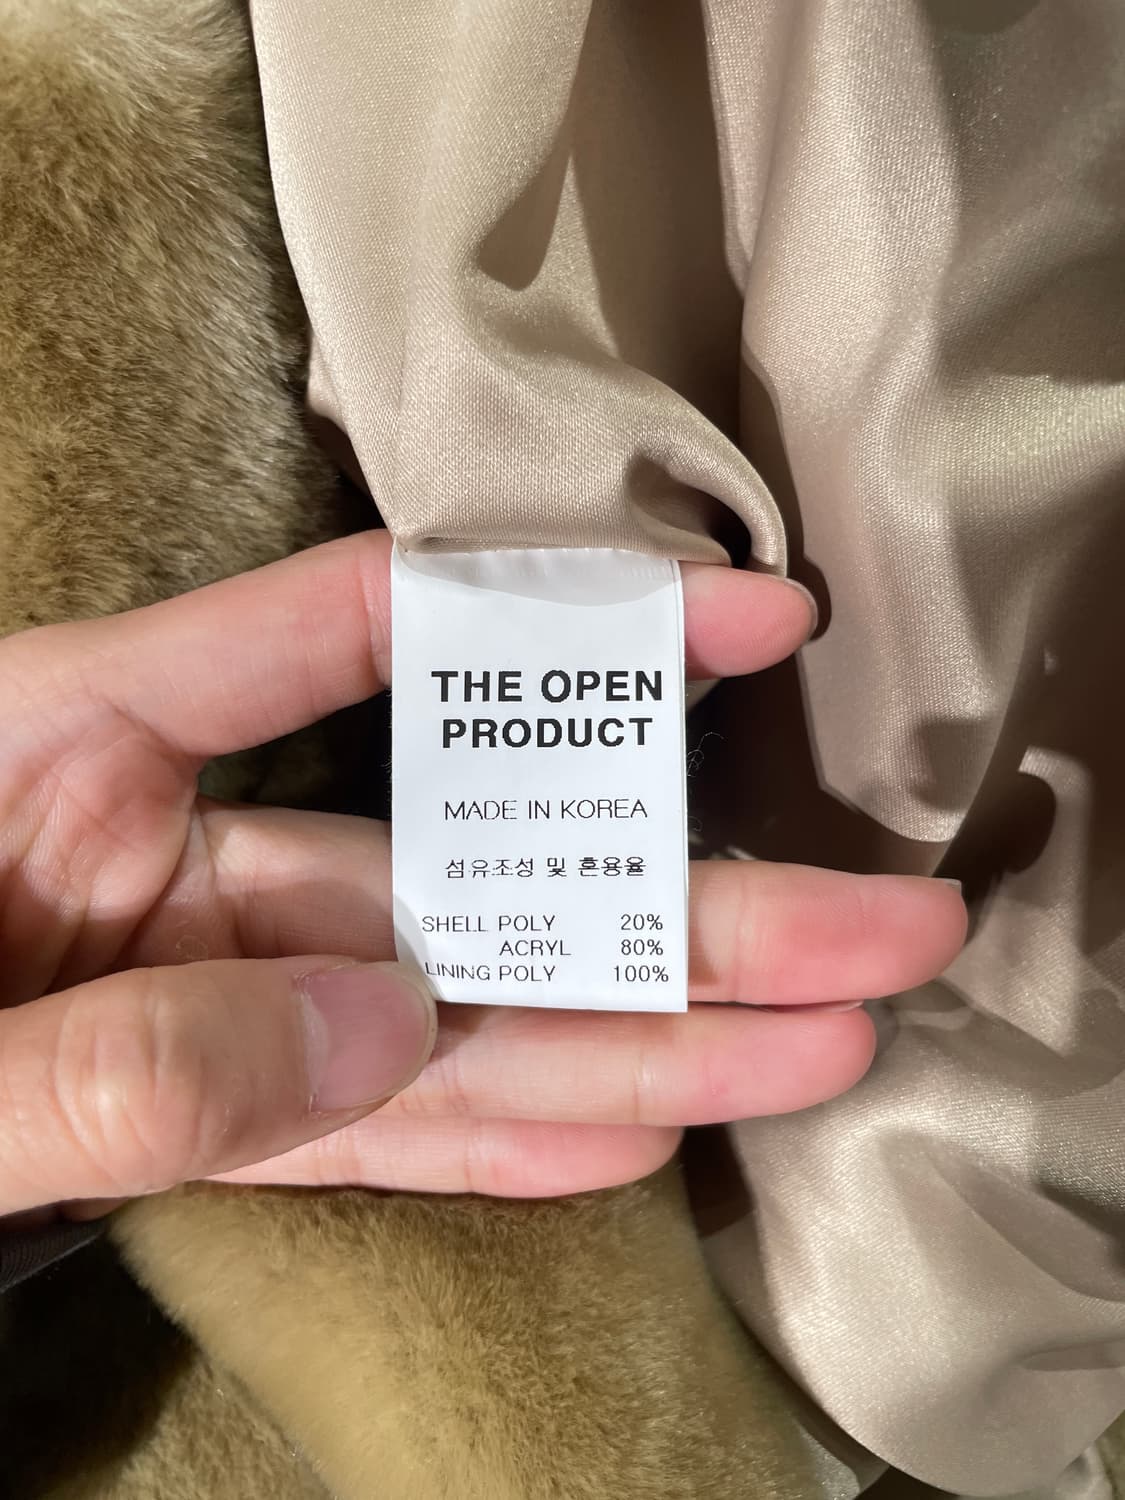 THE OPEN
PRODUCT
MADE IN KOREA
섬유조성 및 혼용율
SHELL POLY 20%
ACRYL 80%
LINING POLY 100%